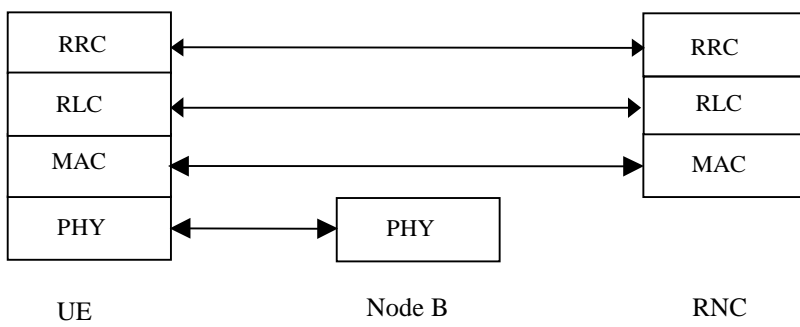 RRC RRC
RLC RLC
MAC MAC
PHY PHY
UE Node B RNC